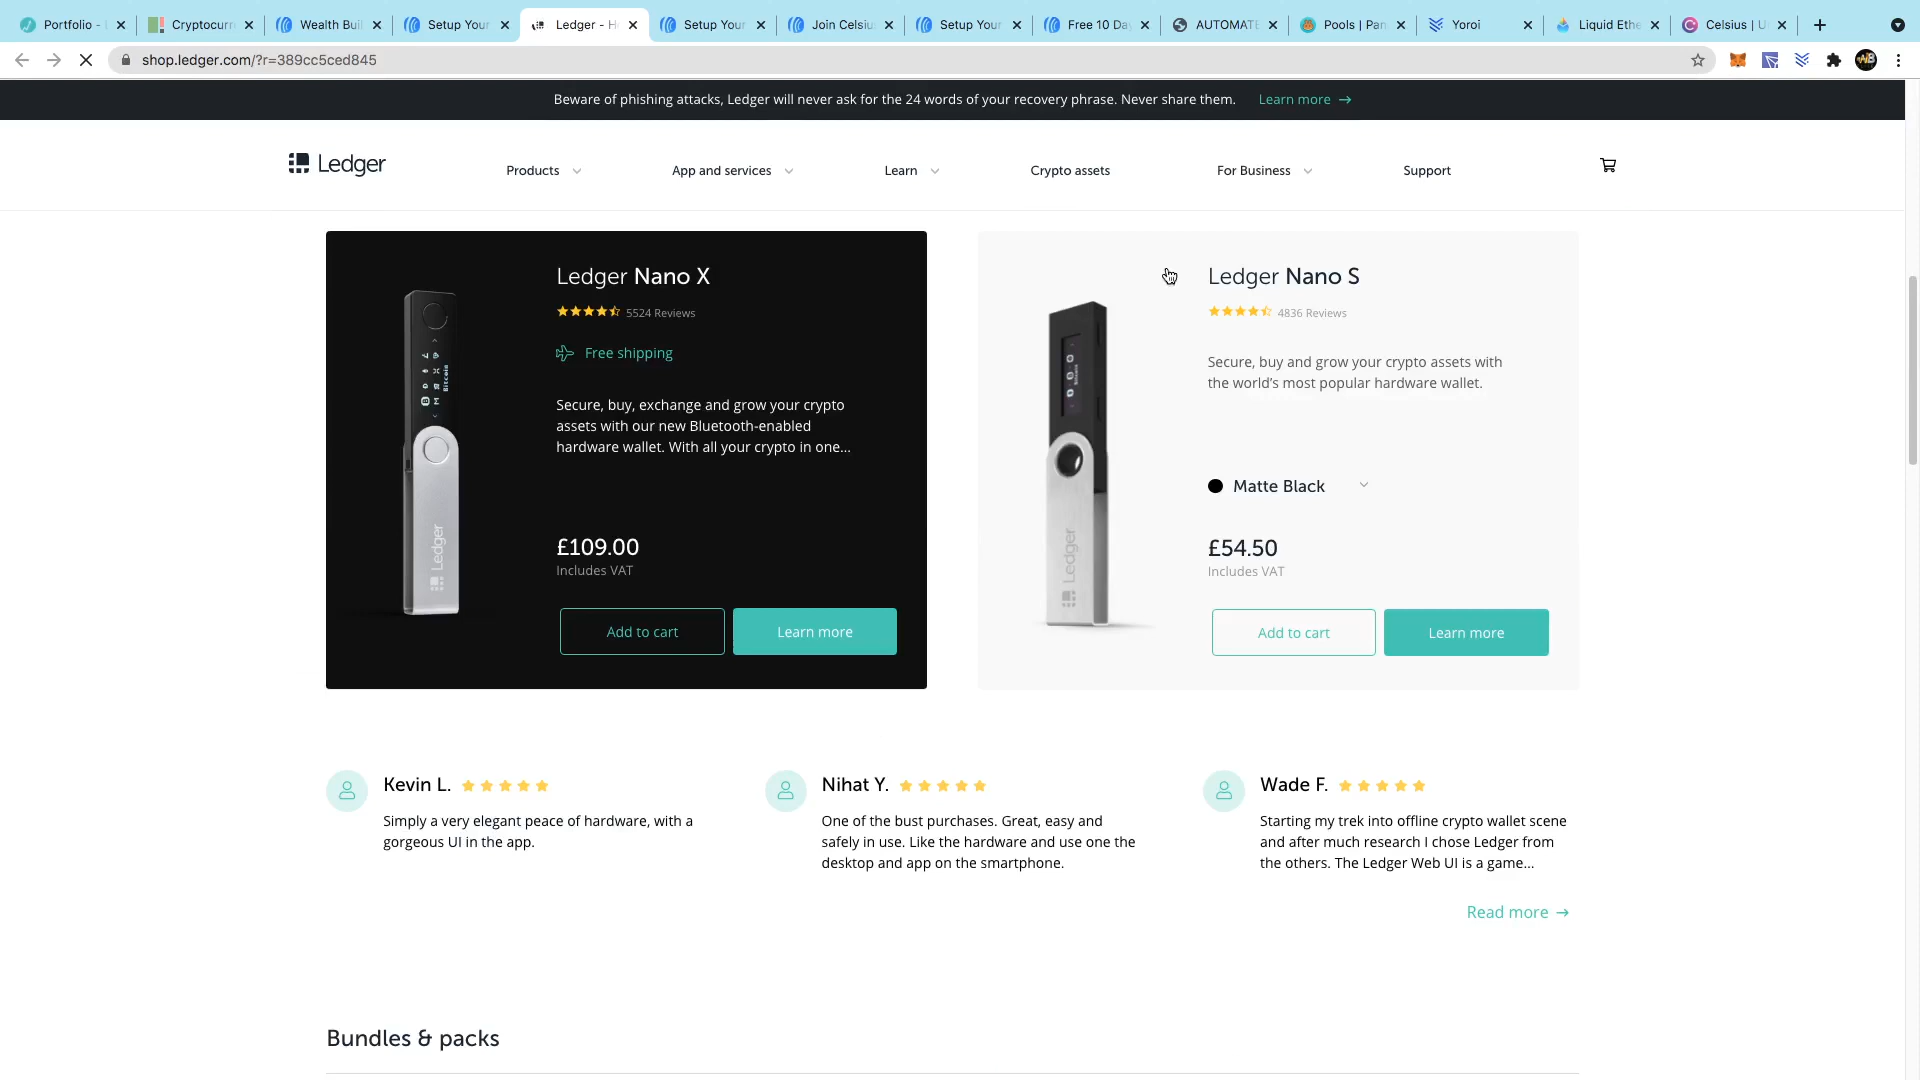 Portfolio - L
Cryptocurr
Wealth Buil
Setup Your
Ledger - H
Setup Your
Join Celsiu
Setup Your
Free 10 Da
AUTOMATE
Pools | Pan
Yoroi
Liquid Ethe
Celsius | U
shop.ledger.com/?r=389cc5ced845
Beware of phishing attacks, Ledger will never ask for the 24 words of your recovery phrase. Never share them. Learn more →
Ledger
Products
App and services
Learn
Crypto assets
For Business
Support
Ledger Nano X
5524 Reviews
Free shipping
Secure, buy, exchange and grow your crypto
assets with our new Bluetooth-enabled
hardware wallet. With all your crypto in one...
£109.00
Includes VAT
Add to cart
Learn more
Bitcoin
Ledger
Ledger Nano S
4836 Reviews
Secure, buy and grow your crypto assets with
the world's most popular hardware wallet.
Matte Black
£54.50
Includes VAT
Add to cart
Learn more
Ledger
Kevin L.
Simply a very elegant peace of hardware, with a
gorgeous UI in the app.
Nihat Y.
One of the bust purchases. Great, easy and
safely in use. Like the hardware and use one the
desktop and app on the smartphone.
Wade F.
Starting my trek into offline crypto wallet scene
and after much research I chose Ledger from
the others. The Ledger Web UI is a game...
Read more →
Bundles & packs